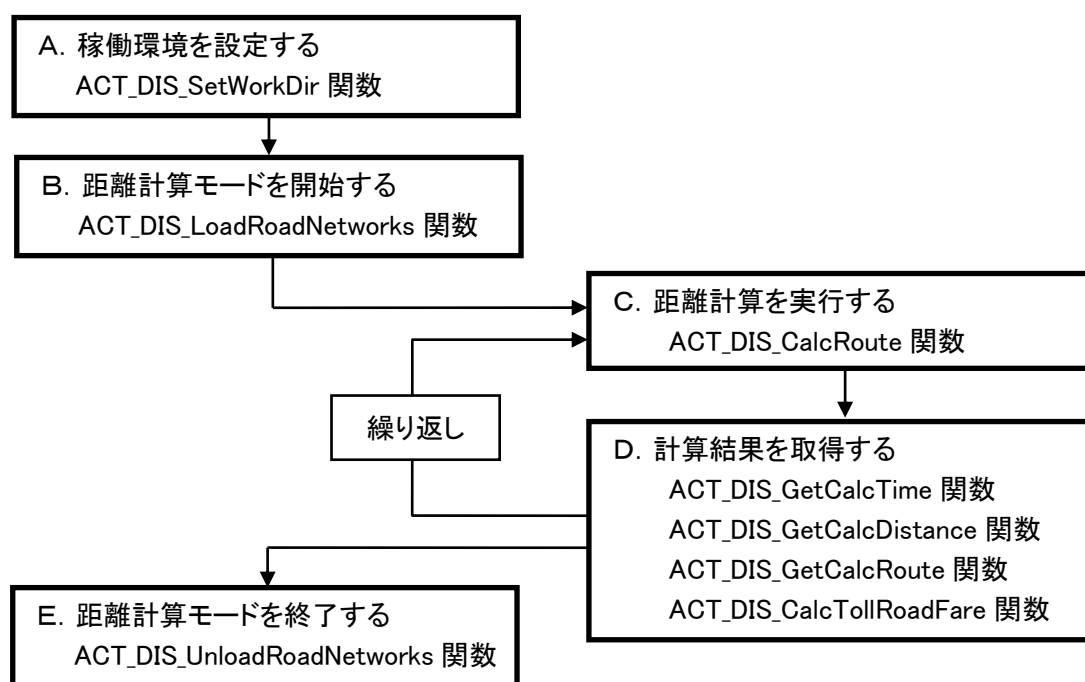 A. 稼働環境を設定する
ACT_DIS_SetWorkDir 関数
B. 距離計算モードを開始する
ACT_DIS_LoadRoadNetworks 関数
C. 距離計算を実行する
ACT_DIS_CalcRoute 関数
繰り返し
D. 計算結果を取得する
ACT_DIS_GetCalcTime 関数
ACT_DIS_GetCalcDistance 関数
ACT_DIS_GetCalcRoute 関数
ACT_DIS_CalcTollRoadFare 関数
E. 距離計算モードを終了する
ACT_DIS_UnloadRoadNetworks 関数